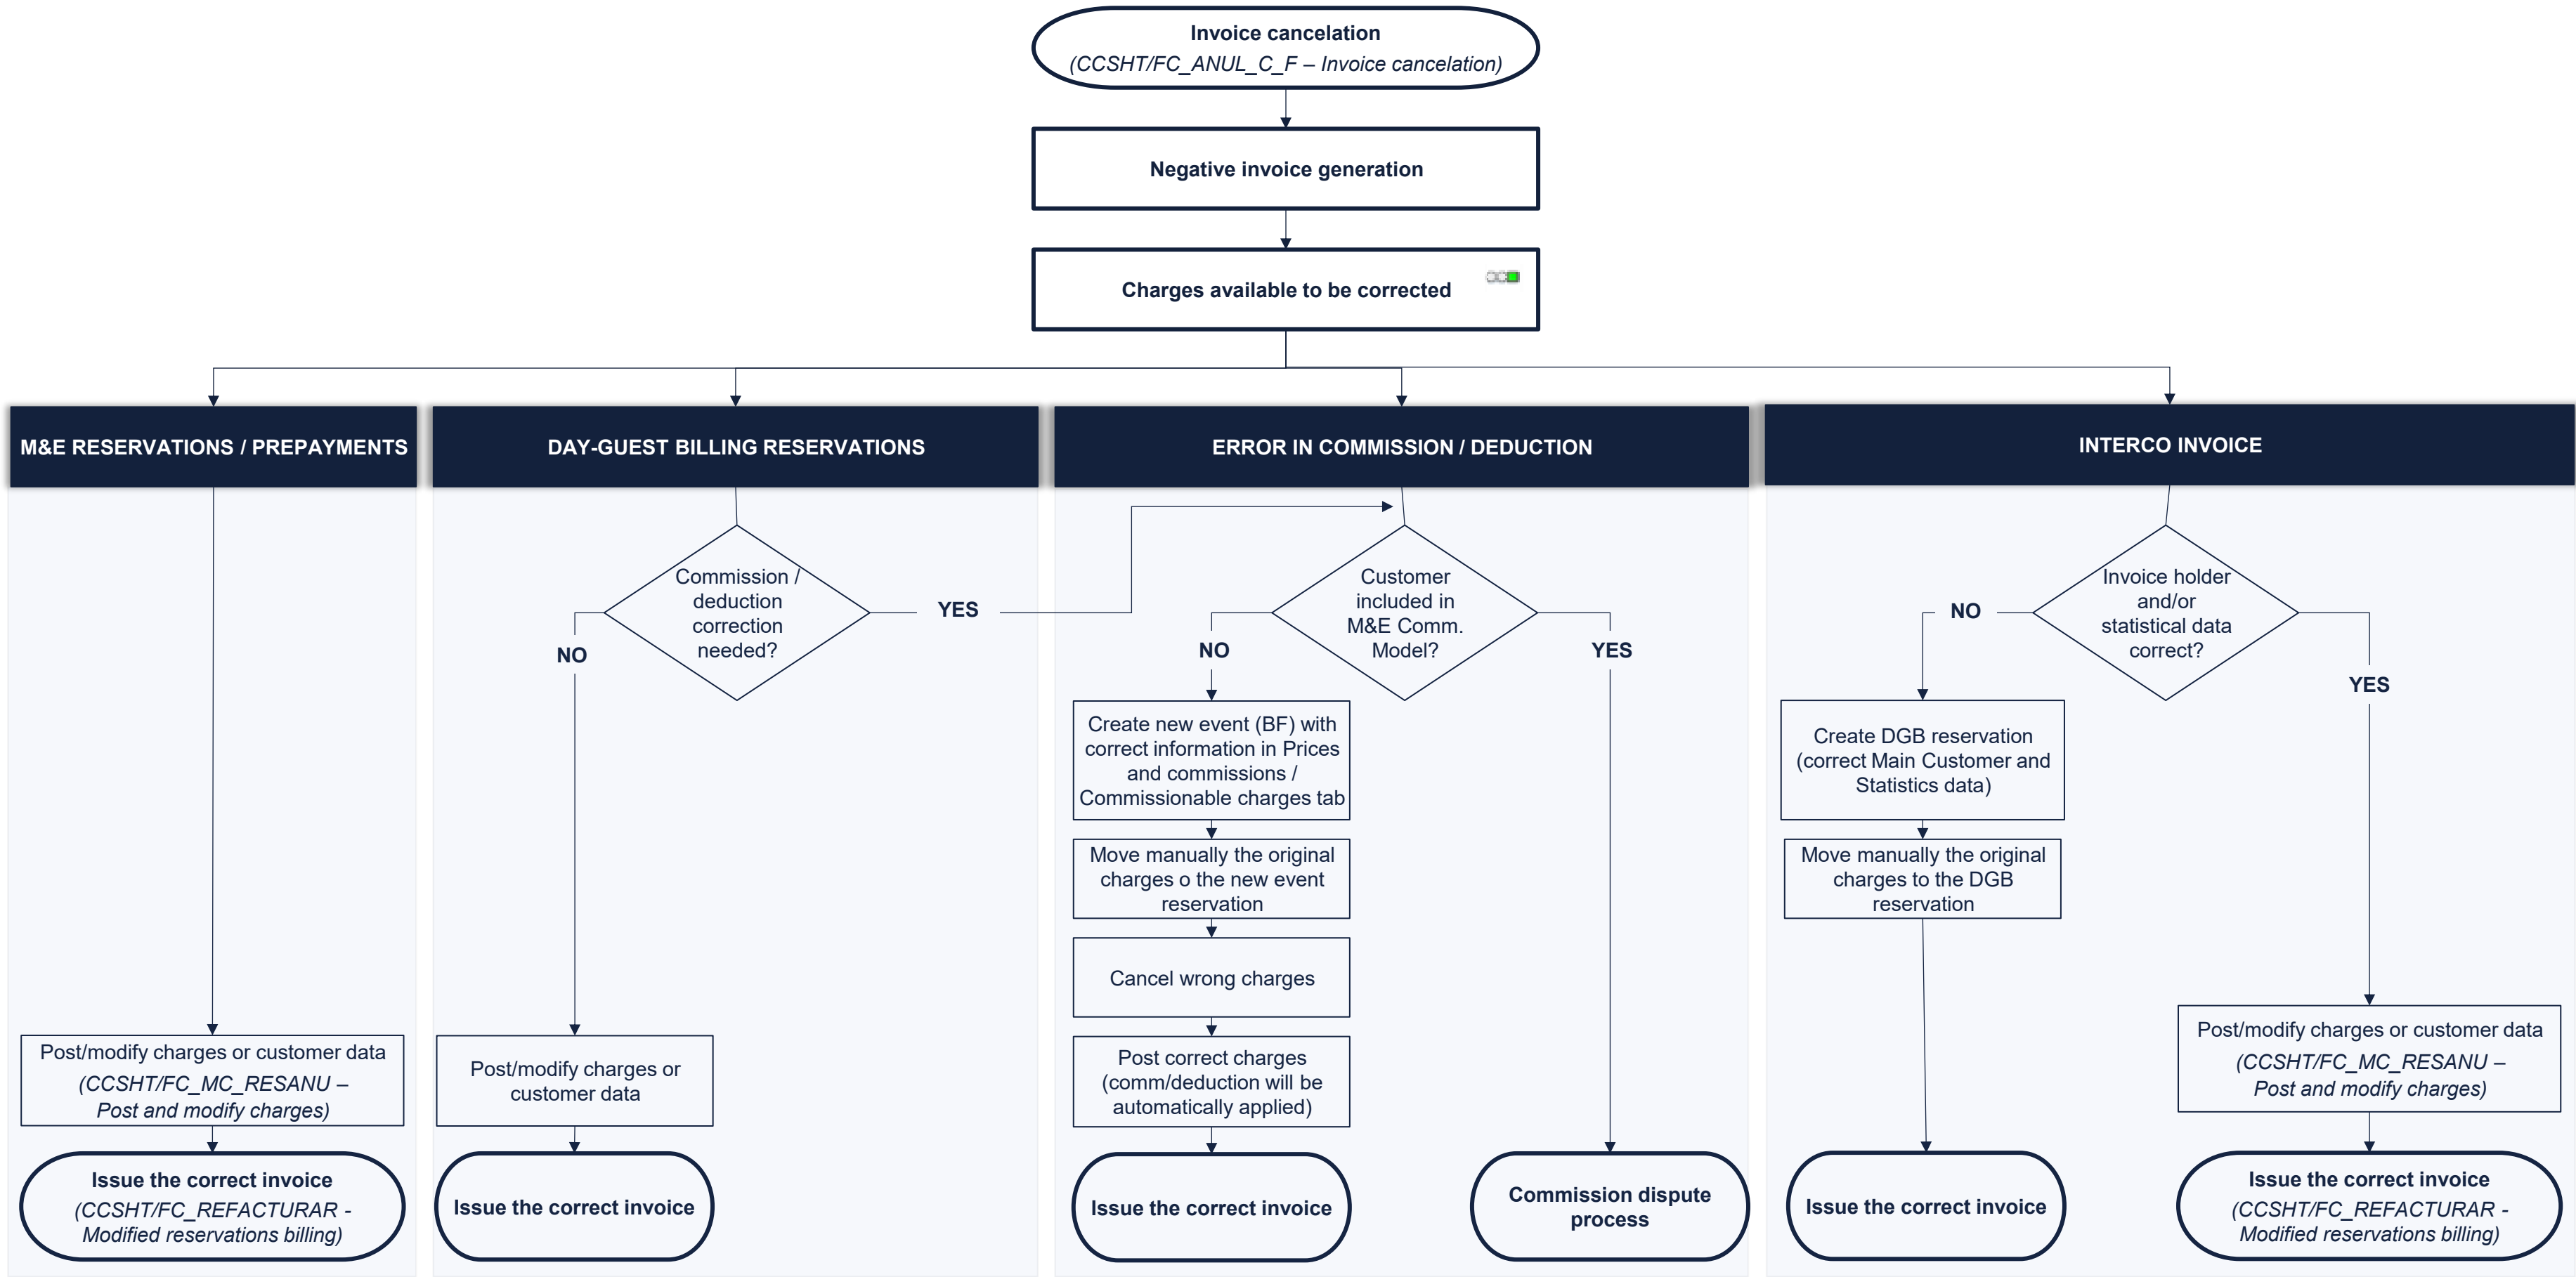 Invoice cancelation
(CCSHT/FC_ANUL_C_F – Invoice cancelation)
Negative invoice generation
Charges available to be corrected
M&E RESERVATIONS / PREPAYMENTS
DAY-GUEST BILLING RESERVATIONS
ERROR IN COMMISSION / DEDUCTION
INTERCO INVOICE
Post/modify charges or customer data
(CCSHT/FC_MC_RESANU –
Post and modify charges)
Issue the correct invoice
(CCSHT/FC_REFACTURAR -
Modified reservations billing)
Commission /
deduction
correction
needed?
YES
NO
Post/modify charges or
customer data
Issue the correct invoice
Customer
included in
M&E Comm.
Model?
NO
YES
Create new event (BF) with
correct information in Prices
and commissions /
Commissionable charges tab
Move manually the original
charges o the new event
reservation
Cancel wrong charges
Post correct charges
(comm/deduction will be
automatically applied)
Issue the correct invoice
Commission dispute
process
Invoice holder
and/or
statistical data
correct?
NO
YES
Create DGB reservation
(correct Main Customer and
Statistics data)
Move manually the original
charges to the DGB
reservation
Issue the correct invoice
Post/modify charges or customer data
(CCSHT/FC_MC_RESANU –
Post and modify charges)
Issue the correct invoice
(CCSHT/FC_REFACTURAR -
Modified reservations billing)